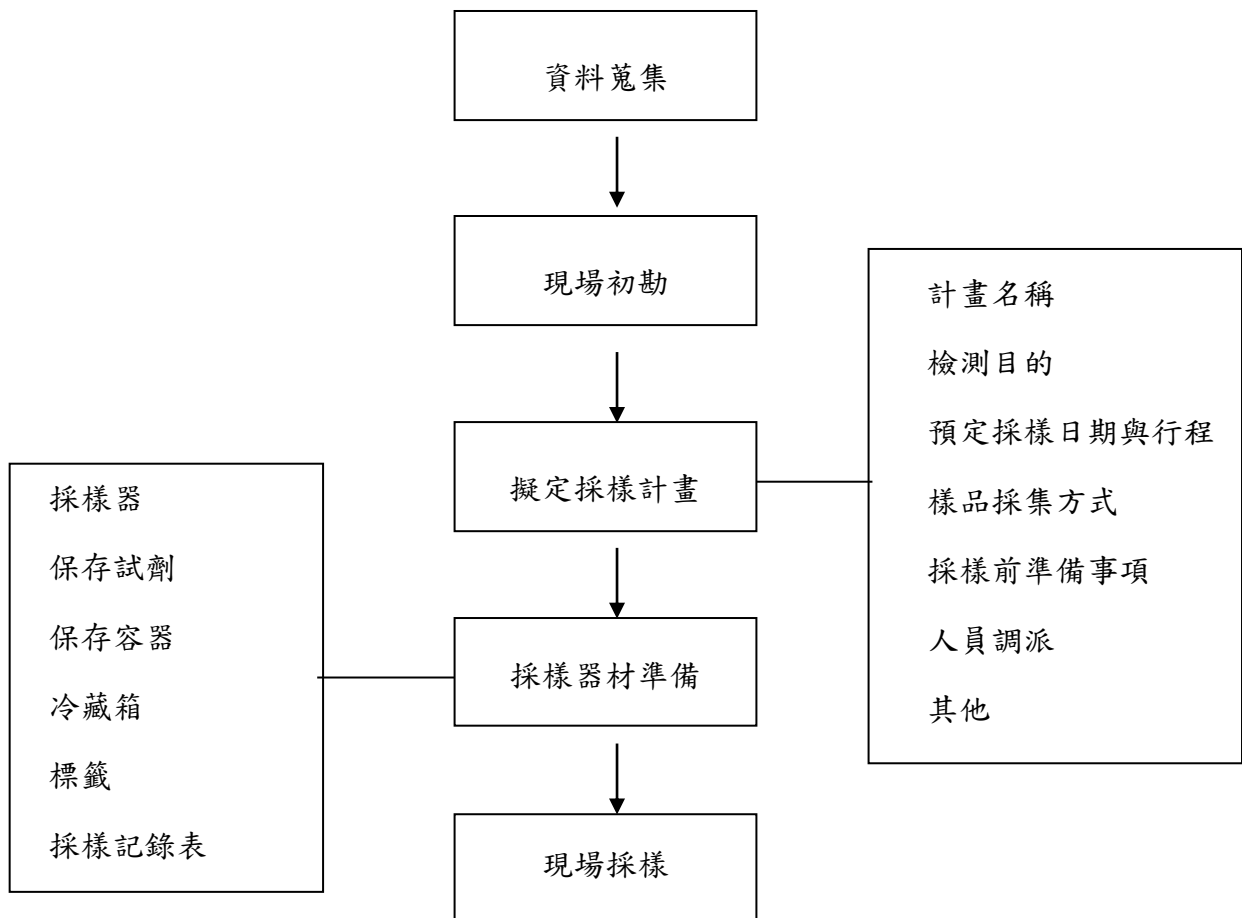 資料蒐集
現場初勘
擬定採樣計畫
計畫名稱
檢測目的
預定採樣日期與行程
樣品採集方式
採樣前準備事項
人員調派
其他
採樣器材準備
採樣器
保存試劑
保存容器
冷藏箱
標籤
採樣記錄表
現場採樣